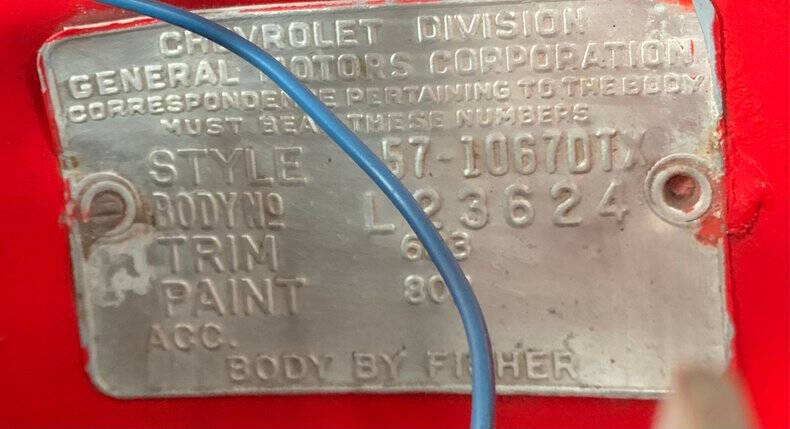 CHEVROLET DIVISION
GENERAL MOTORS CORPORATION
CORRESPONDENCE PERTAINING TO THE BODY
MUST BEAR THESE NUMBERS
STYLE 57-1067DTX
BODY NO L23624
TRIM
PAINT
ACC.
BODY BY FISHER